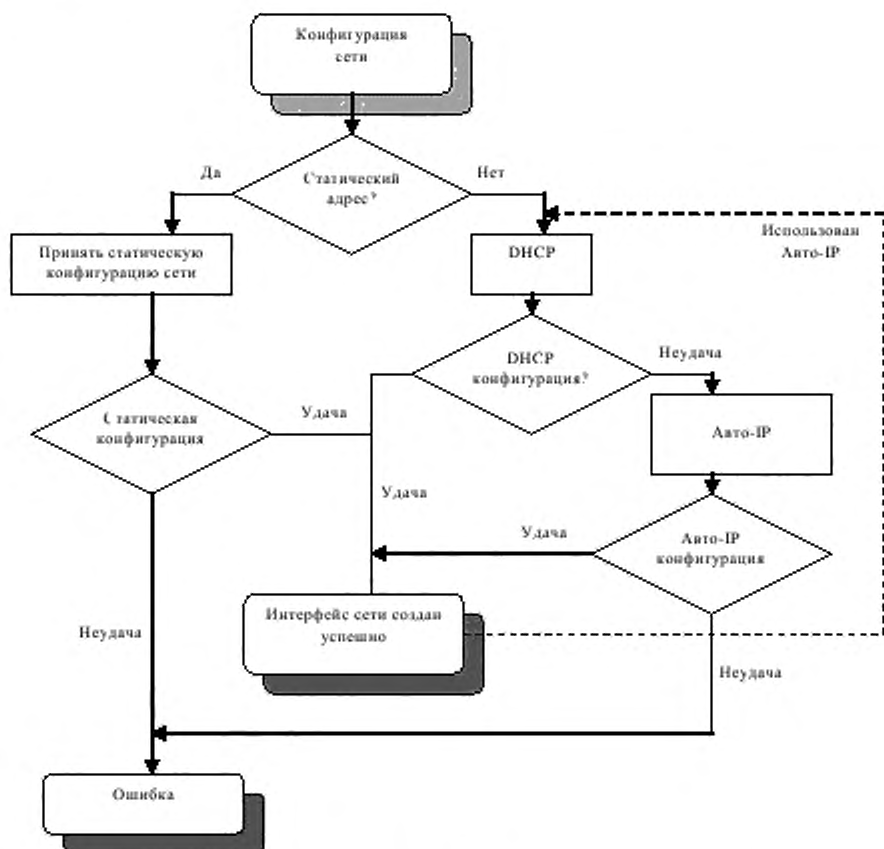 Конфигурация
сети
Да
Статический
адрес?
Нет
Принять статическую
конфигурацию сети
DHCP
Использован
Авто-IP
DHCP
конфигурация?
Неудача
Статическая
конфигурация
Удача
Авто-IP
Удача
Удача
Авто-IP
конфигурация
Интерфейс сети создан
успешно
Неудача
Неудача
Ошибка